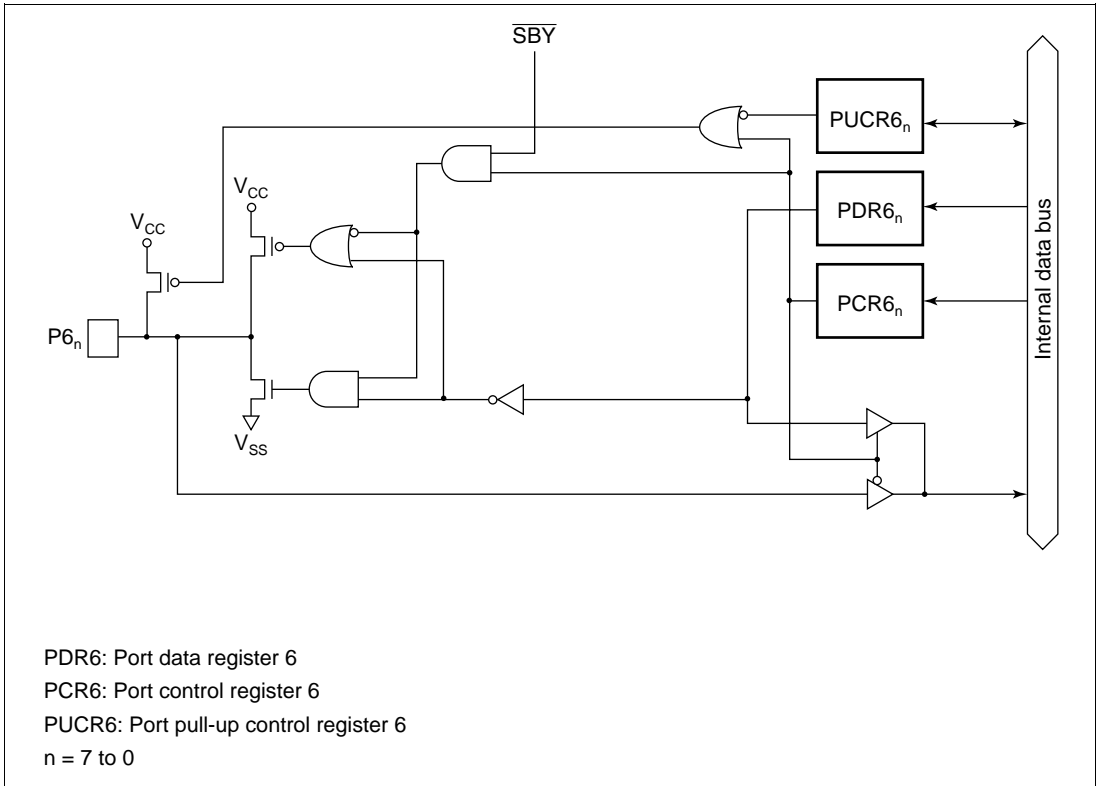 SBY
PUCR6n
VCC
PDR6n
VCC
PCR6n
P6n
VSS
Internal data bus
PDR6: Port data register 6
PCR6: Port control register 6
PUCR6: Port pull-up control register 6
n = 7 to 0